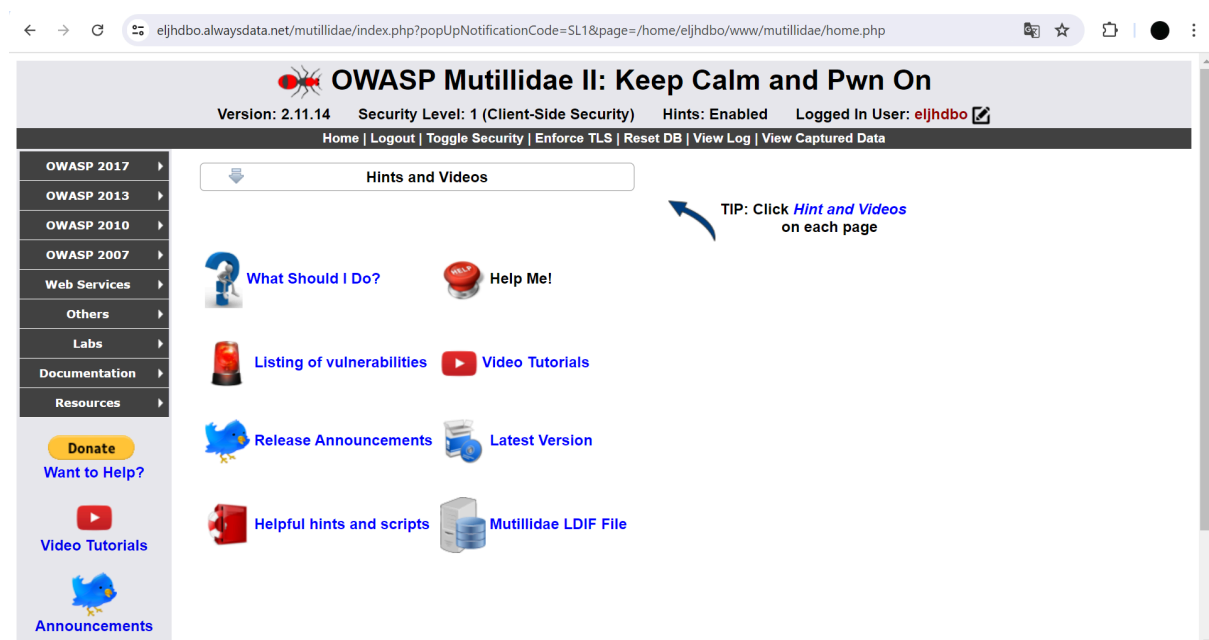 eljhdbo.alwaysdata.net/mutillidae/index.php?popUpNotificationCode=SL1&page=/home/eljhdbo/www/mutillidae/home.php
OWASP Mutillidae II: Keep Calm and Pwn On
Version: 2.11.14 Security Level: 1 (Client-Side Security) Hints: Enabled Logged In User: eljhdbo
Home | Logout | Toggle Security | Enforce TLS | Reset DB | View Log | View Captured Data
OWASP 2017
OWASP 2013
OWASP 2010
OWASP 2007
Web Services
Others
Labs
Documentation
Resources
Donate
Want to Help?
Video Tutorials
Announcements
Hints and Videos
TIP: Click Hint and Videos
on each page
What Should I Do?
HELP
Help Me!
Listing of vulnerabilities
Video Tutorials
Release Announcements
Latest Version
Helpful hints and scripts
Mutillidae LDIF File